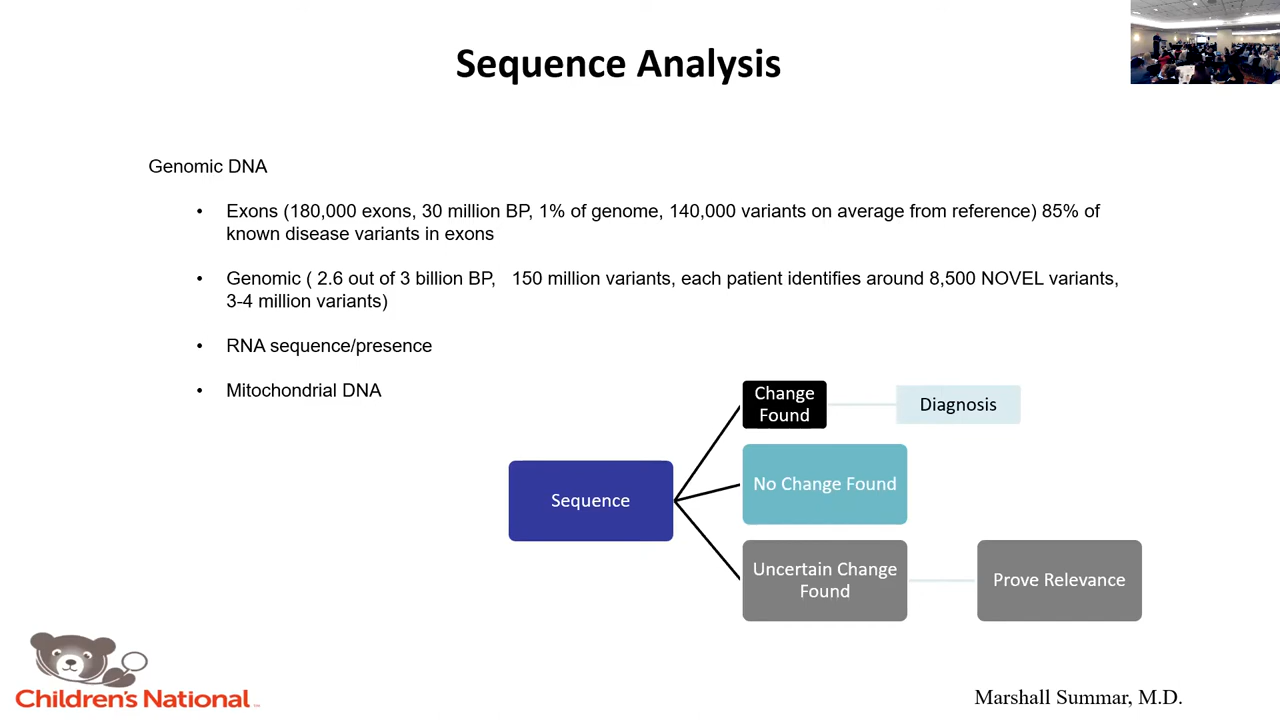 Sequence Analysis
Genomic DNA
• Exons (180,000 exons, 30 million BP, 1% of genome, 140,000 variants on average from reference) 85% of
known disease variants in exons
• Genomic ( 2.6 out of 3 billion BP, 150 million variants, each patient identifies around 8,500 NOVEL variants,
3-4 million variants)
• RNA sequence/presence
• Mitochondrial DNA
Change
Found
Diagnosis
No Change Found
Sequence
Uncertain Change
Found
Prove Relevance
Children's National™
Marshall Summar, M.D.